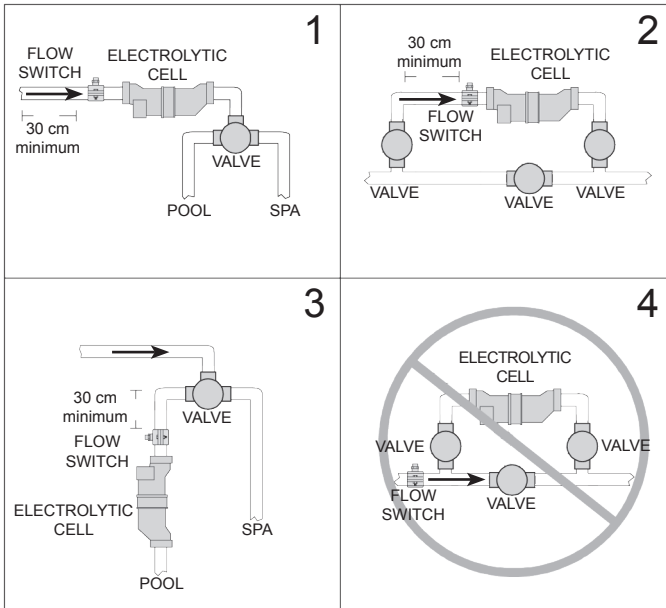 1
FLOW
SWITCH
ELECTROLYTIC
CELL
30 cm
minimum
VALVE
POOL
SPA
2
30 cm
minimum
ELECTROLYTIC
CELL
FLOW
SWITCH
VALVE
VALVE
VALVE
3
30 cm
minimum
VALVE
FLOW
SWITCH
ELECTROLYTIC
CELL
SPA
POOL
4
ELECTROLYTIC
CELL
VALVE
VALVE
FLOW
SWITCH
VALVE